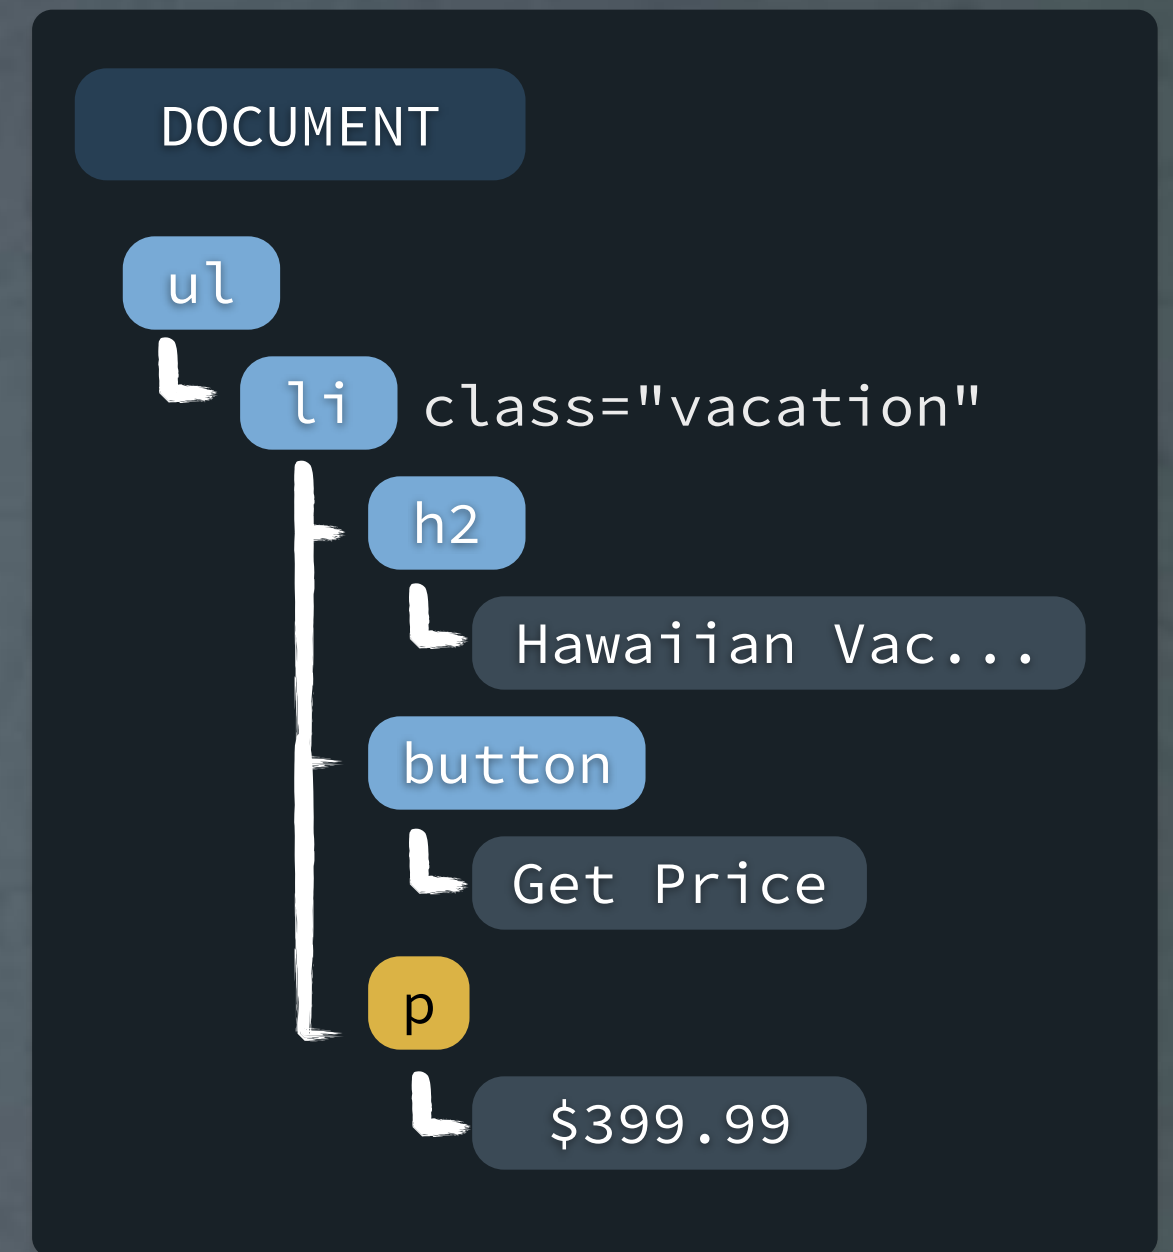 DOCUMENT
ul
li class="vacation"
h2
Hawaiian Vac...
button
Get Price
p
$399.99